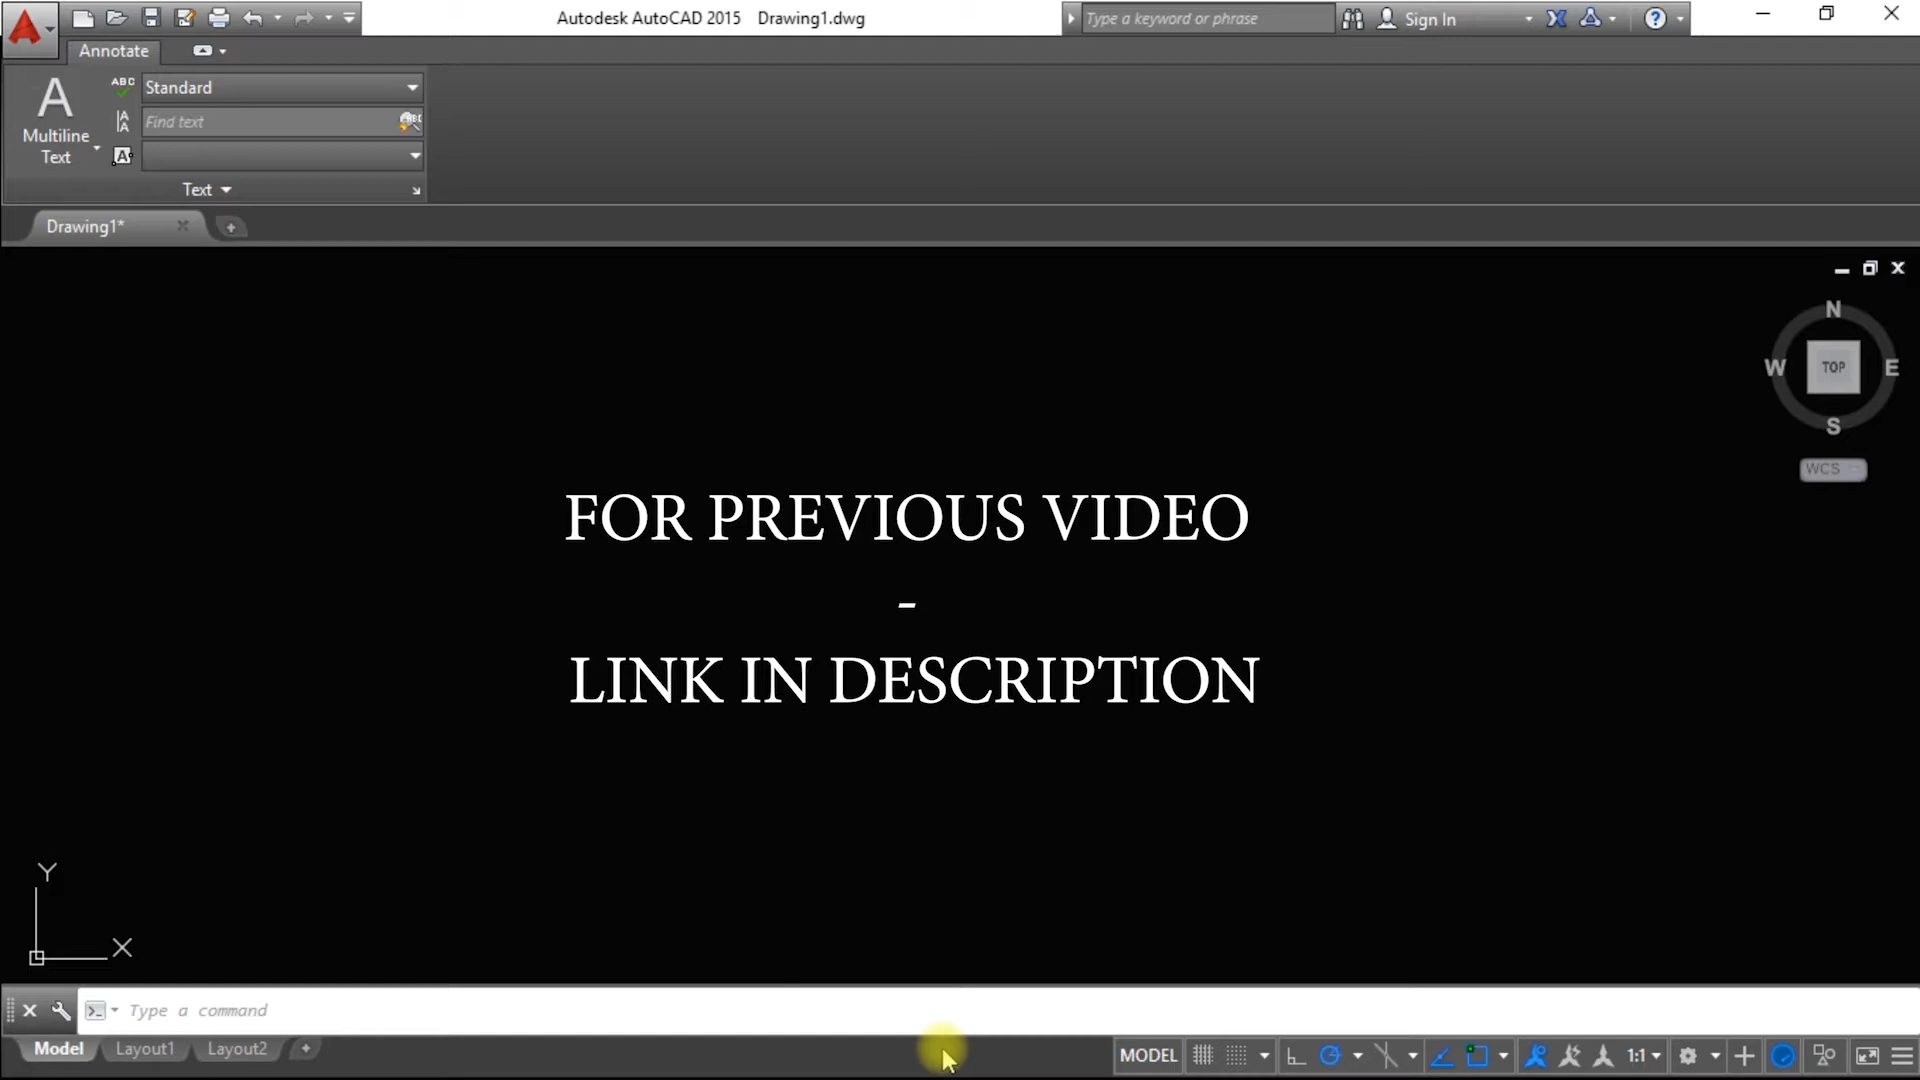 Autodesk AutoCAD 2015 Drawing1.dwg
Type a keyword or phrase
Sign In
Annotate
ABC
Standard
Multiline
Text
Find text
Text
Drawing1*
N
W
TOP
E
S
WCS
FOR PREVIOUS VIDEO
-
LINK IN DESCRIPTION
Y
X
Type a command
Model
Layout1
Layout2
MODEL
1:1